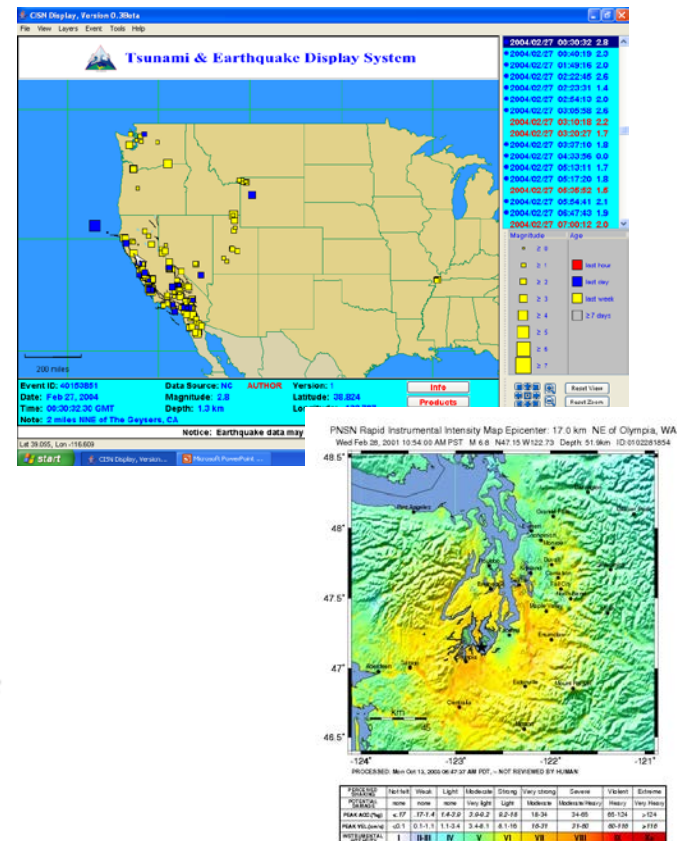 CISN Display, Version 0.38eta
File View Layers Event Tools Help
Tsunami & Earthquake Display System
2004/02/27 00:30:32 2.8
2004/02/27 00:40:19 2.3
2004/02/27 01:49:16 2.0
2004/02/27 02:22:45 2.6
2004/02/27 02:23:31 1.4
2004/02/27 02:54:13 2.0
2004/02/27 03:05:58 2.6
2004/02/27 03:10:18 2.2
2004/02/27 03:20:27 1.7
2004/02/27 03:37:10 1.8
2004/02/27 04:33:56 0.0
2004/02/27 05:13:11 1.7
2004/02/27 05:17:20 1.8
2004/02/27 05:54:41 2.1
2004/02/27 06:47:43 1.9
2004/02/27 07:00:12 2.0
Magnitude Age
≥ 0
≥ 1 last hour
≥ 2 last day
≥ 3 last week
≥ 4 ≥7 days
≥ 5
≥ 6
≥ 7
200 miles
Event ID: 40153851 Data Source: NC AUTHOR Version: 1 Info
Date: Feb 27, 2004 Magnitude: 2.8 Latitude: 38.824
Time: 00:30:32.30 GMT Depth: 1.3 km Products
Note: 2 miles NNE of The Geysers, CA
Reset View
Reset Zoom
Notice: Earthquake data may
Lat 39.055, Lon -116.609
start CISN Display, Version... Microsoft PowerPoint ...
PNSN Rapid Instrumental Intensity Map Epicenter: 17.0 km NE of Olympia, WA
Wed Feb 28, 2001 10:54:00 AM PST M 6.8 N47.15 W122.73 Depth: 51.9km ID:0102281854
48.5°
48°
47.5°
47°
46.5°
Port Angeles
Everett
Enumclaw
Aberdeen
Centralia
km
-124° -123° -122° -121°
PROCESSED: Mon Oct 13, 2003 06:47:37 AM PDT, -- NOT REVIEWED BY HUMAN
PERCEIVED SHAKING Not felt Weak Light Moderate Strong Very strong Severe Violent Extreme
POTENTIAL DAMAGE none none none Very light Light Moderate Moderate/Heavy Heavy Very Heavy
PEAK ACC.(%g) <.17 .17-1.4 1.4-3.9 3.9-9.2 9.2-18 18-34 34-65 65-124 >124
PEAK VEL.(cm/s) <0.1 0.1-1.1 1.1-3.4 3.4-8.1 8.1-16 16-31 31-60 60-116 >116
INSTRUMENTAL I II-III IV V VI VII VIII